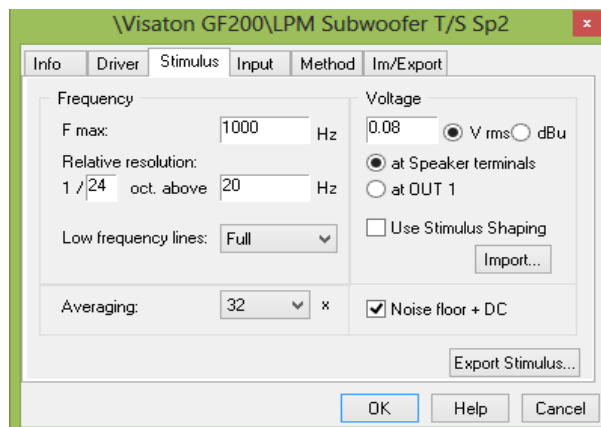 \Visaton GF200\LPM Subwoofer T/S Sp2
x
Info Driver Stimulus Input Method Im/Export
Frequency
F max: 1000 Hz
Relative resolution:
1 / 24 oct. above 20 Hz
Low frequency lines: Full
Averaging: 32 x
Voltage
0.08 V rms dBu
at Speaker terminals
at OUT 1
Use Stimulus Shaping
Import...
Noise floor + DC
Export Stimulus...
OK Help Cancel